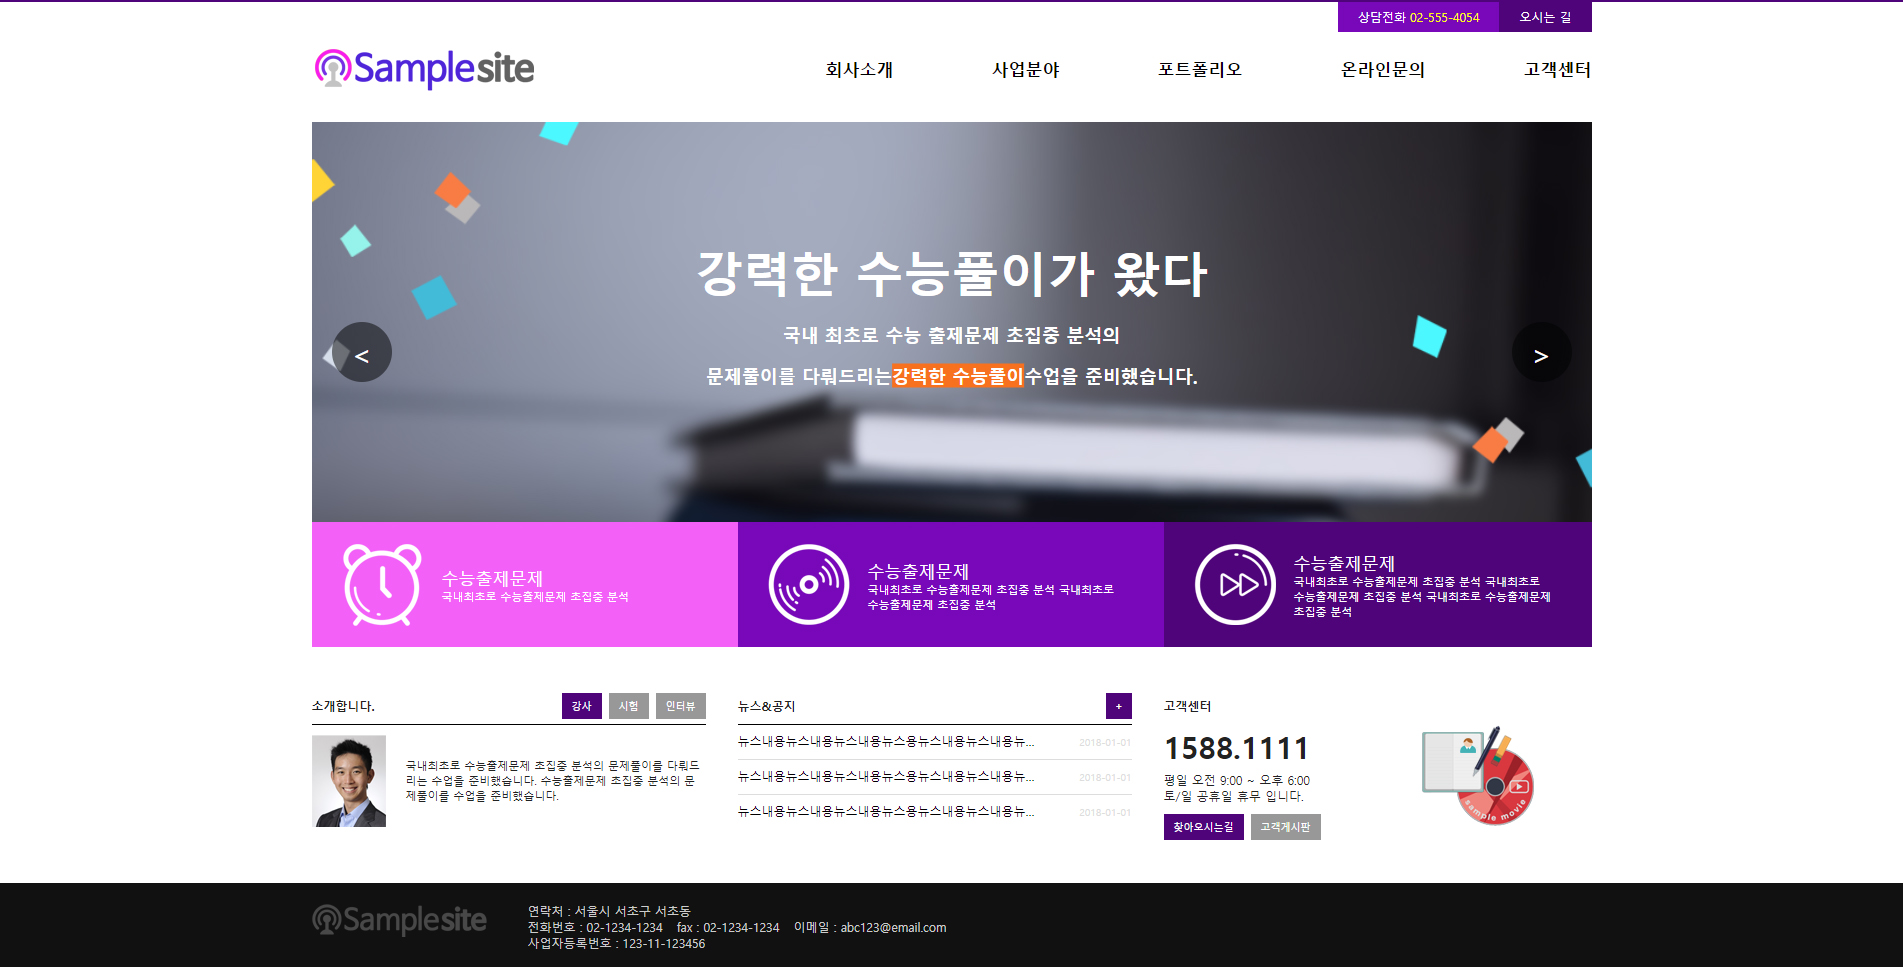 상담전화 02-555-4054 오시는 길
Samplesite
회사소개 사업분야 포트폴리오 온라인문의 고객센터
강력한 수능풀이가 왔다
국내 최초로 수능 출제문제 초집중 분석의
문제풀이를 다뤄드리는강력한 수능풀이수업을 준비했습니다.
< >
수능출제문제
국내최초로 수능출제문제 초집중 분석
수능출제문제
국내최초로 수능출제문제 초집중 분석 국내최초로
수능출제문제 초집중 분석
수능출제문제
국내최초로 수능출제문제 초집중 분석 국내최초로
수능출제문제 초집중 분석 국내최초로 수능출제문제
초집중 분석
소개합니다. 강사 시험 인터뷰
국내최초로 수능출제문제 초집중 분석의 문제풀이를 다뤄드
리는 수업을 준비했습니다. 수능출제문제 초집중 분석의 문
제풀이를 수업을 준비했습니다.
뉴스&공지 +
뉴스내용뉴스내용뉴스내용뉴스용뉴스내용뉴스내용뉴... 2018-01-01
뉴스내용뉴스내용뉴스내용뉴스용뉴스내용뉴스내용뉴... 2018-01-01
뉴스내용뉴스내용뉴스내용뉴스용뉴스내용뉴스내용뉴... 2018-01-01
고객센터
1588.1111
평일 오전 9:00 ~ 오후 6:00
토/일 공휴일 휴무 입니다.
찾아오시는길 고객게시판
sample movie
Samplesite
연락처 : 서울시 서초구 서초동
전화번호 : 02-1234-1234 fax : 02-1234-1234 이메일 : abc123@email.com
사업자등록번호 : 123-11-123456